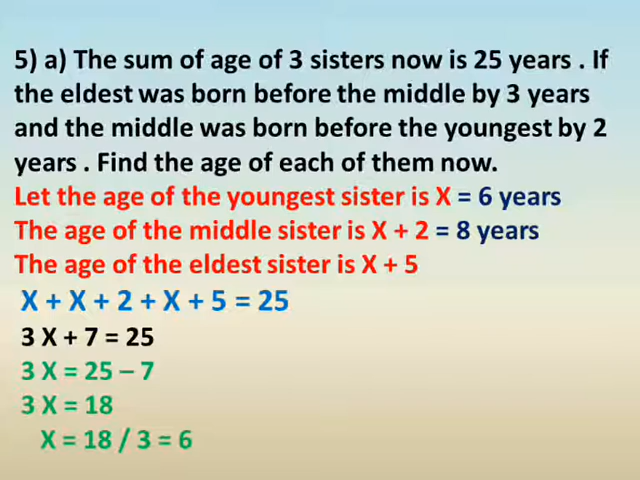 5) a) The sum of age of 3 sisters now is 25 years . If
the eldest was born before the middle by 3 years
and the middle was born before the youngest by 2
years . Find the age of each of them now.
Let the age of the youngest sister is X = 6 years
The age of the middle sister is X + 2 = 8 years
The age of the eldest sister is X + 5
X + X + 2 + X + 5 = 25
3 X + 7 = 25
3 X = 25 – 7
3 X = 18
X = 18 / 3 = 6